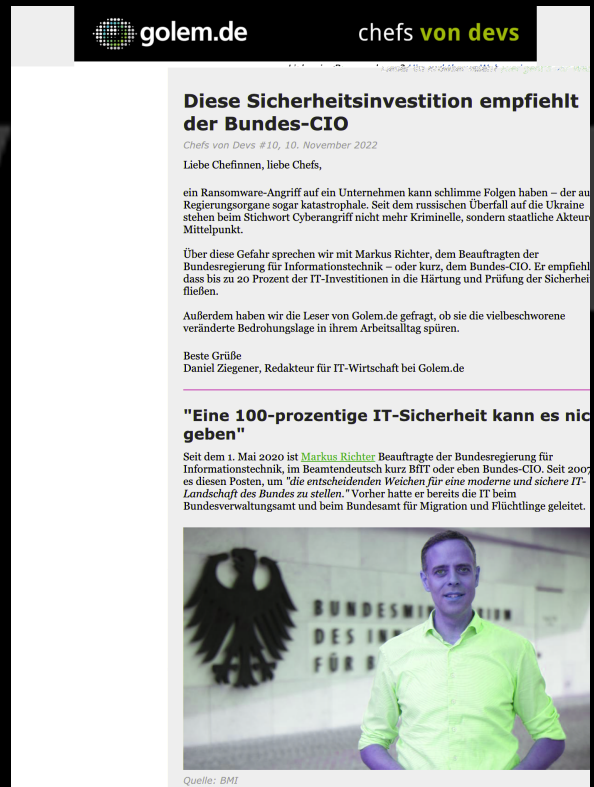 golem.de
chefs von devs
Diese Sicherheitsinvestition empfiehlt
der Bundes-CIO
Chefs von Devs #10, 10. November 2022
Liebe Chefinnen, liebe Chefs,
ein Ransomware-Angriff auf ein Unternehmen kann schlimme Folgen haben – der au
Regierungsorgane sogar katastrophale. Seit dem russischen Überfall auf die Ukraine
stehen beim Stichwort Cyberangriff nicht mehr Kriminelle, sondern staatliche Akteure
Mittelpunkt.
Über diese Gefahr sprechen wir mit Markus Richter, dem Beauftragten der
Bundesregierung für Informationstechnik – oder kurz, dem Bundes-CIO. Er empfiehl
dass bis zu 20 Prozent der IT-Investitionen in die Härtung und Prüfung der Sicherhei
fließen.
Außerdem haben wir die Leser von Golem.de gefragt, ob sie die vielbeschworene
veränderte Bedrohungslage in ihrem Arbeitsalltag spüren.
Beste Grüße
Daniel Ziegener, Redakteur für IT-Wirtschaft bei Golem.de
"Eine 100-prozentige IT-Sicherheit kann es nic
geben"
Seit dem 1. Mai 2020 ist Markus Richter Beauftragte der Bundesregierung für
Informationstechnik, im Beamtendeutsch kurz BfIT oder eben Bundes-CIO. Seit 2007
es diesen Posten, um "die entscheidenden Weichen für eine moderne und sichere IT-
Landschaft des Bundes zu stellen." Vorher hatte er bereits die IT beim
Bundesverwaltungsamt und beim Bundesamt für Migration und Flüchtlinge geleitet.
BUNDESMI
DES IN
FÜR B
Quelle: BMI